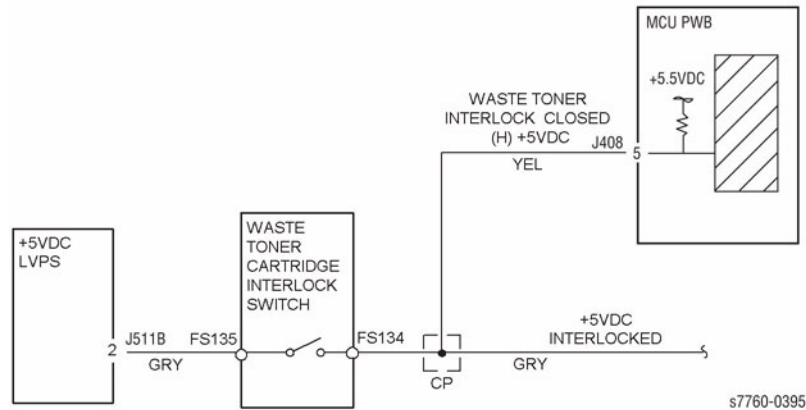 MCU PWB
+5.5VDC
WASTE TONER
INTERLOCK CLOSED
(H) +5VDC
J408
5
YEL
+5VDC
LVPS
WASTE
TONER
CARTRIDGE
INTERLOCK
SWITCH
2
J511B
FS135
FS134
GRY
+5VDC
INTERLOCKED
GRY
CP
s7760-0395